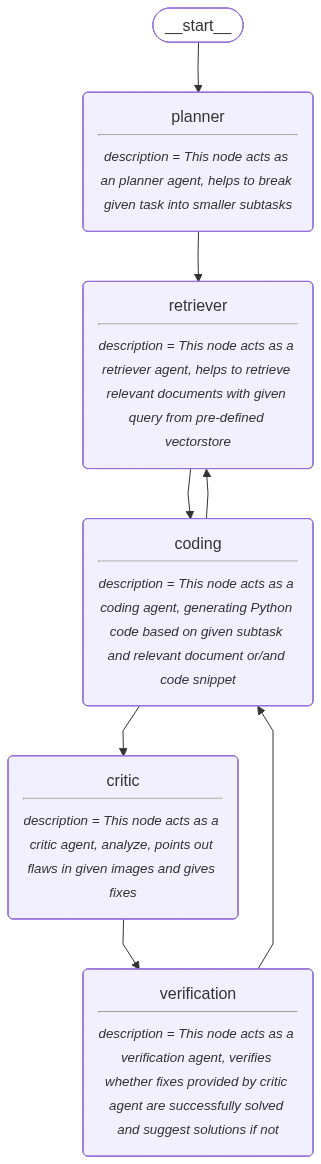 __start__
planner
description = This node acts as
an planner agent, helps to break
given task into smaller subtasks
retriever
description = This node acts as a
retriever agent, helps to retrieve
relevant documents with given
query from pre-defined
vectorstore
coding
description = This node acts as a
coding agent, generating Python
code based on given subtask
and relevant document or/and
code snippet
critic
description = This node acts as a
critic agent, analyze, points out
flaws in given images and gives
fixes
verification
description = This node acts as a
verification agent, verifies
whether fixes provided by critic
agent are successfully solved
and suggest solutions if not